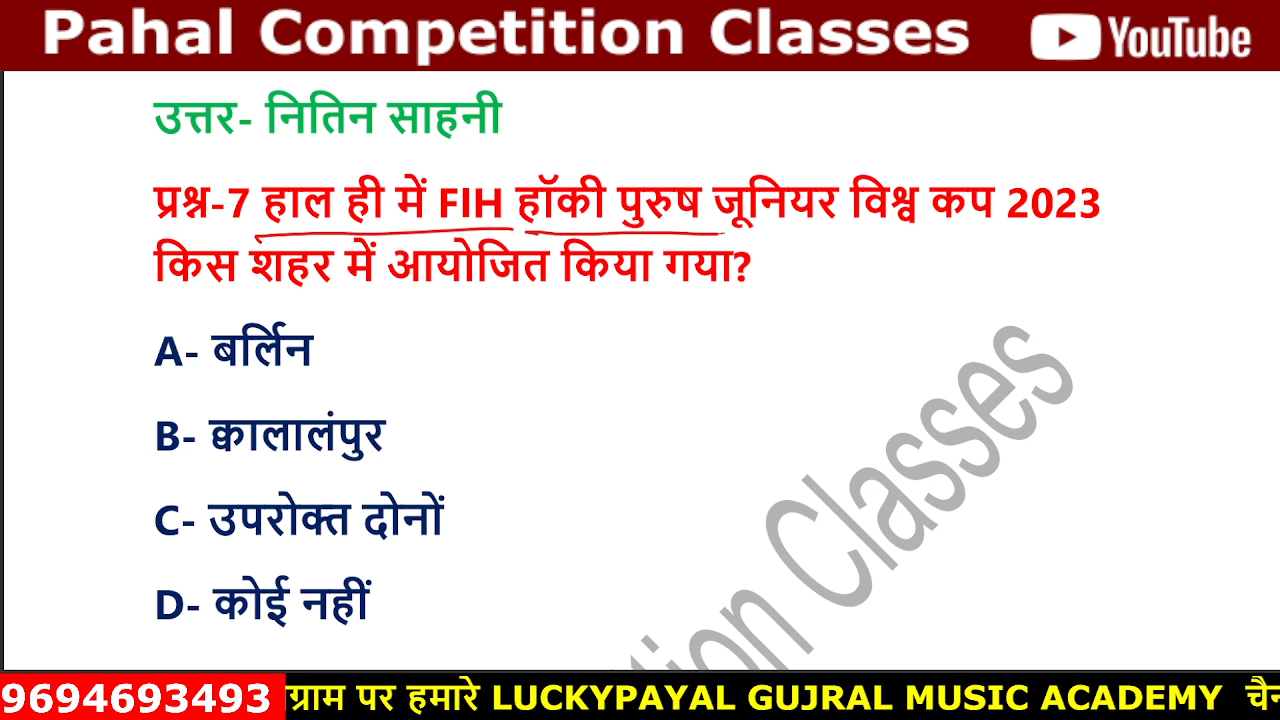 Pahal Competition Classes
YouTube
उत्तर- नितिन साहनी
प्रश्न-7 हाल ही में FIH हॉकी पुरुष जूनियर विश्व कप 2023
किस शहर में आयोजित किया गया?
A- बर्लिन
B- क्वालालंपुर
C- उपरोक्त दोनों
D- कोई नहीं
Classes
9694693493 ग्राम पर हमारे LUCKYPAYAL GUJRAL MUSIC ACADEMY